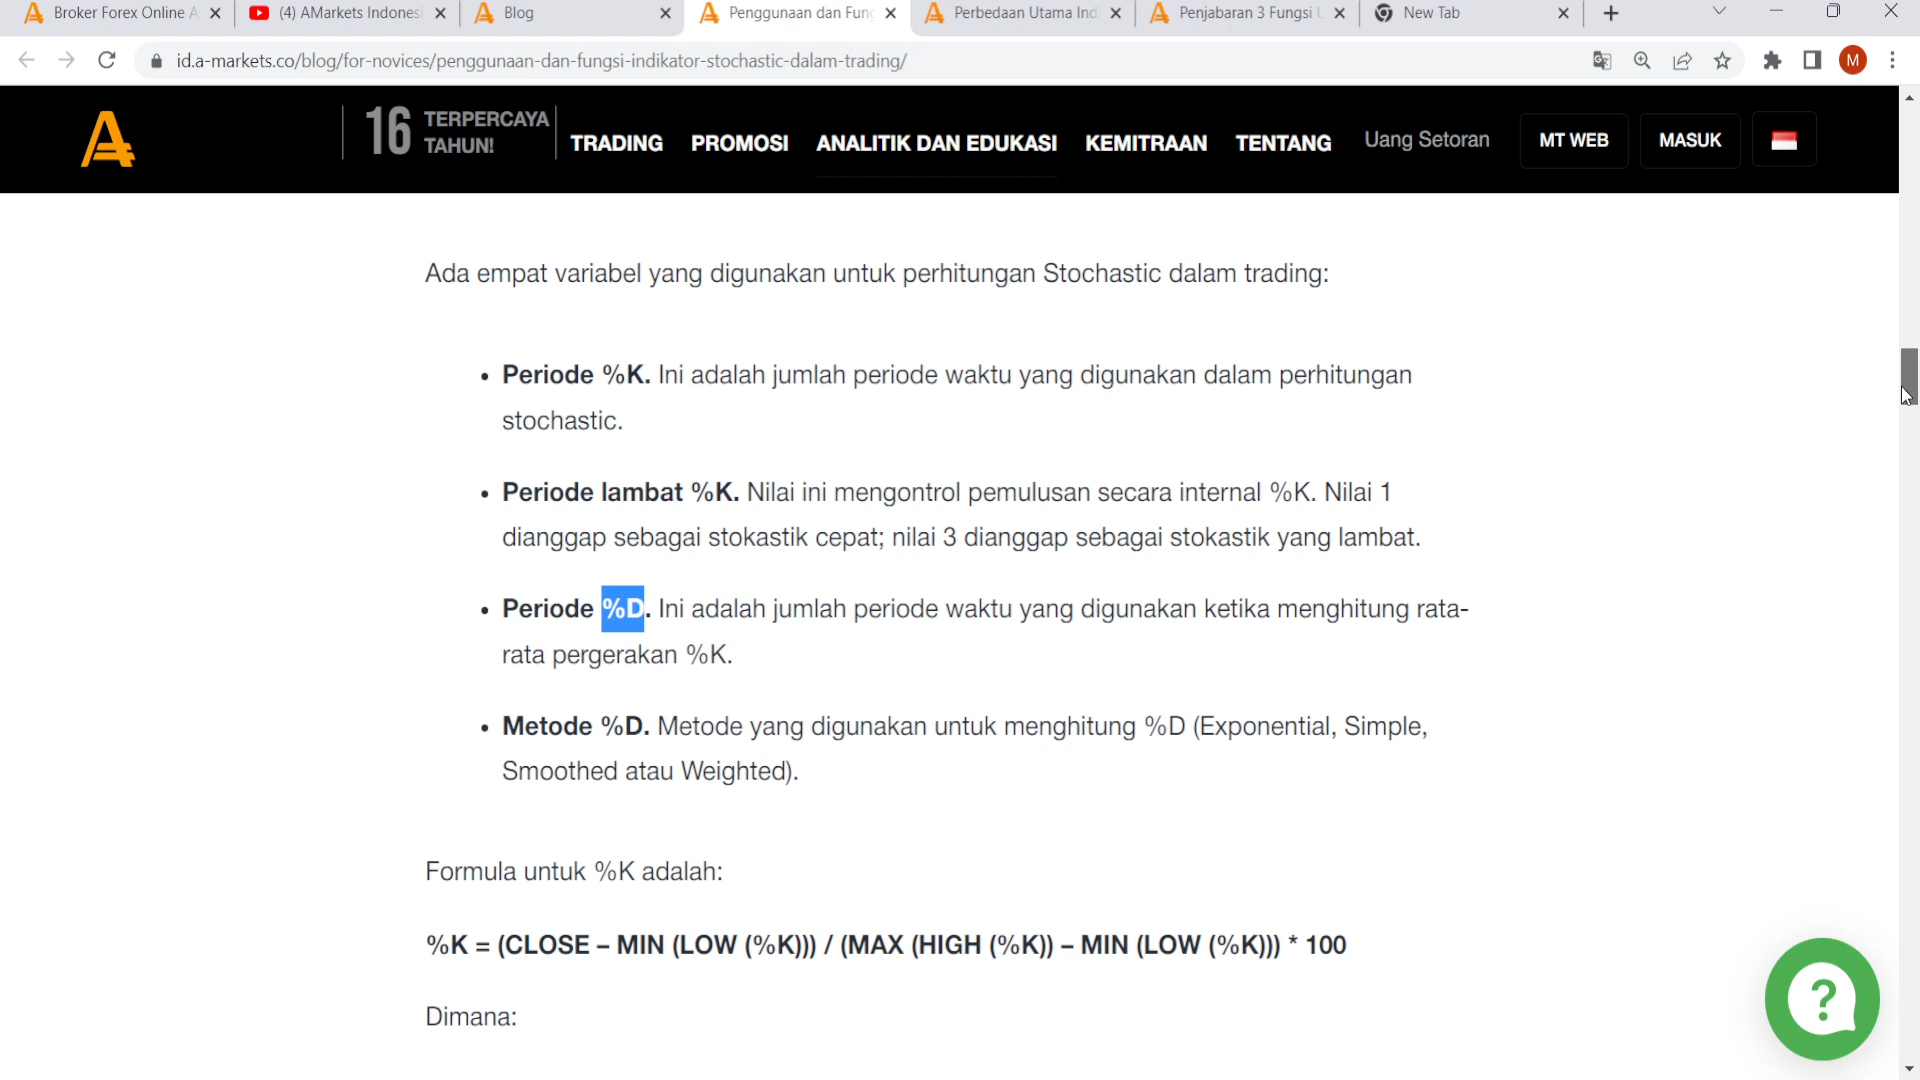 Broker Forex Online A
(4) AMarkets Indonesi
Blog
Penggunaan dan Fung
Perbedaan Utama Indi
Penjabaran 3 Fungsi U
New Tab
id.a-markets.co/blog/for-novices/penggunaan-dan-fungsi-indikator-stochastic-dalam-trading/
M
16 TERPERCAYA
TAHUN!
TRADING
PROMOSI
ANALITIK DAN EDUKASI
KEMITRAAN
TENTANG
Uang Setoran
MT WEB
MASUK
Ada empat variabel yang digunakan untuk perhitungan Stochastic dalam trading:
• Periode %K. Ini adalah jumlah periode waktu yang digunakan dalam perhitungan
stochastic.
• Periode lambat %K. Nilai ini mengontrol pemulusan secara internal %K. Nilai 1
dianggap sebagai stokastik cepat; nilai 3 dianggap sebagai stokastik yang lambat.
• Periode %D. Ini adalah jumlah periode waktu yang digunakan ketika menghitung rata-
rata pergerakan %K.
• Metode %D. Metode yang digunakan untuk menghitung %D (Exponential, Simple,
Smoothed atau Weighted).
Formula untuk %K adalah:
%K = (CLOSE – MIN (LOW (%K))) / (MAX (HIGH (%K)) – MIN (LOW (%K))) * 100
Dimana: